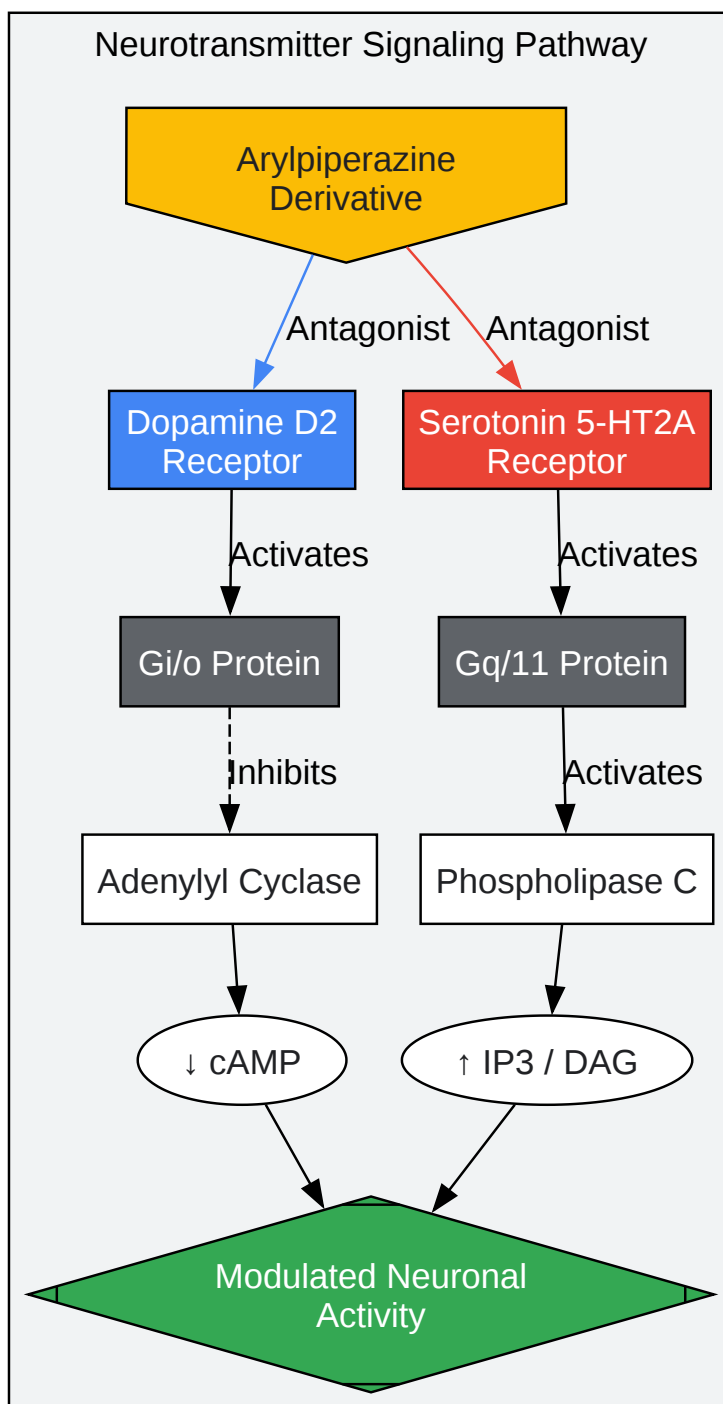 Neurotransmitter Signaling Pathway
Arylpiperazine
Derivative
Antagonist
Antagonist
Dopamine D2
Receptor
Serotonin 5-HT2A
Receptor
Activates
Activates
Gi/o Protein
Gq/11 Protein
Inhibits
Activates
Adenylyl Cyclase
Phospholipase C
↓ cAMP
↑ IP3 / DAG
Modulated Neuronal
Activity